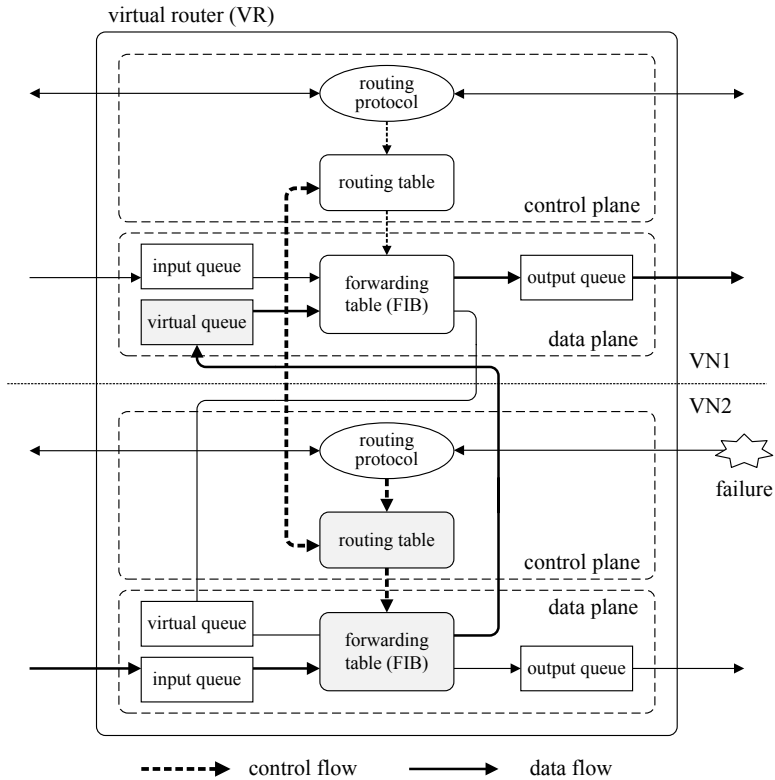 virtual router (VR)
routing
protocol
routing table
control plane
input queue
virtual queue
forwarding
table (FIB)
output queue
data plane
VN1
VN2
routing
protocol
failure
routing table
control plane
data plane
virtual queue
input queue
forwarding
table (FIB)
output queue
control flow
data flow